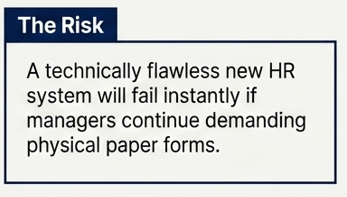 The Risk
A technically flawless new HR
system will fail instantly if
managers continue demanding
physical paper forms.